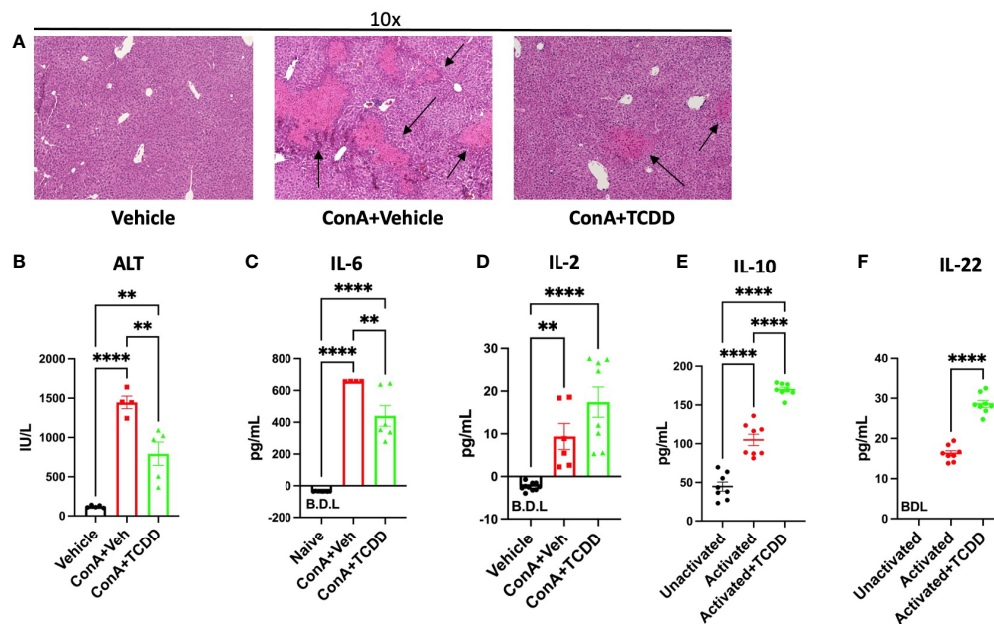 10x
A
Vehicle
ConA+Vehicle
ConA+TCDD
B
ALT
**
**
****
IU/L
2000
1500
1000
500
0
Vehicle
ConA+Veh
ConA+TCDD
C
IL-6
****
**
****
pg/mL
800
600
400
200
0
-200
B.D.L
Naive
ConA+Veh
ConA+TCDD
D
IL-2
****
**
pg/mL
30
20
10
0
-10
B.D.L
Vehicle
ConA+Veh
ConA+TCDD
E
IL-10
****
****
****
pg/mL
200
150
100
50
0
Unactivated
Activated
Activated+TCDD
F
IL-22
****
pg/mL
40
30
20
10
0
BDL
Unactivated
Activated
Activated+TCDD